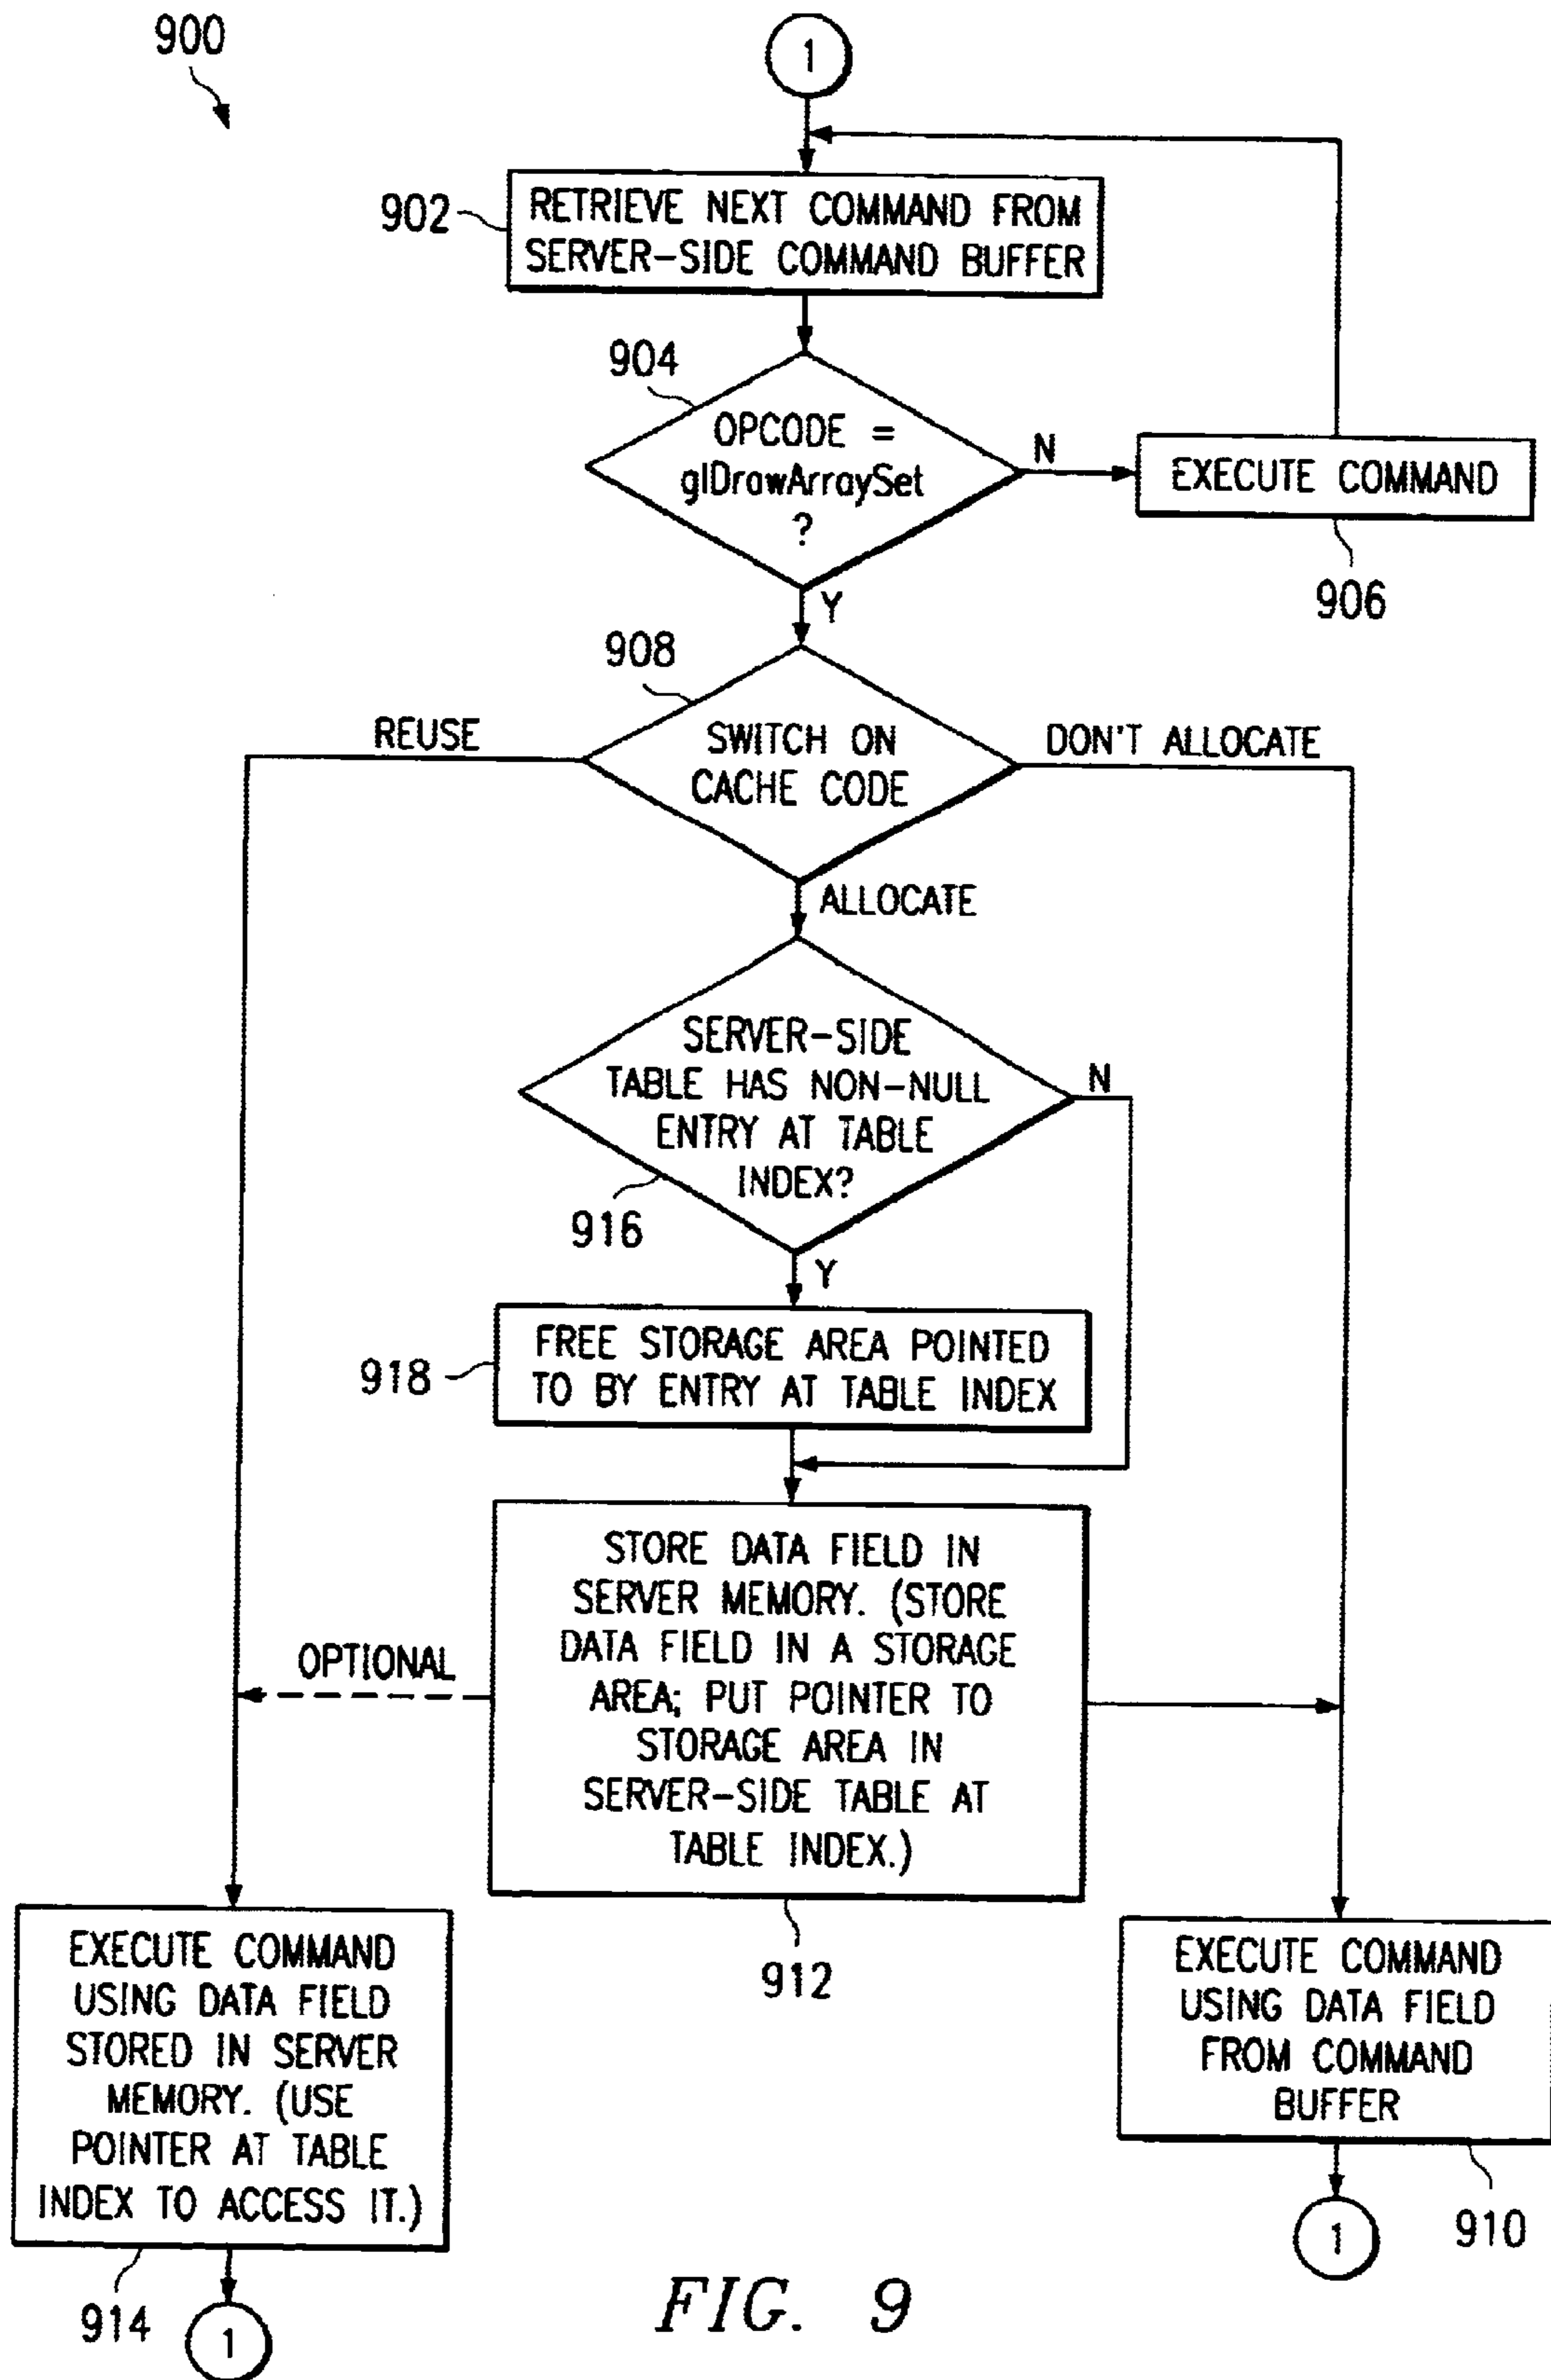 900
1
902
RETRIEVE NEXT COMMAND FROM
SERVER-SIDE COMMAND BUFFER
904
OPCODE =
glDrawArraySet
?
N
EXECUTE COMMAND
906
Y
908
REUSE
SWITCH ON
CACHE CODE
DON'T ALLOCATE
ALLOCATE
SERVER-SIDE
TABLE HAS NON-NULL
ENTRY AT TABLE
INDEX?
N
916
Y
918
FREE STORAGE AREA POINTED
TO BY ENTRY AT TABLE INDEX
STORE DATA FIELD IN
SERVER MEMORY. (STORE
DATA FIELD IN A STORAGE
AREA; PUT POINTER TO
STORAGE AREA IN
SERVER-SIDE TABLE AT
TABLE INDEX.)
OPTIONAL
912
EXECUTE COMMAND
USING DATA FIELD
STORED IN SERVER
MEMORY. (USE
POINTER AT TABLE
INDEX TO ACCESS IT.)
914
1
EXECUTE COMMAND
USING DATA FIELD
FROM COMMAND
BUFFER
910
1
FIG. 9